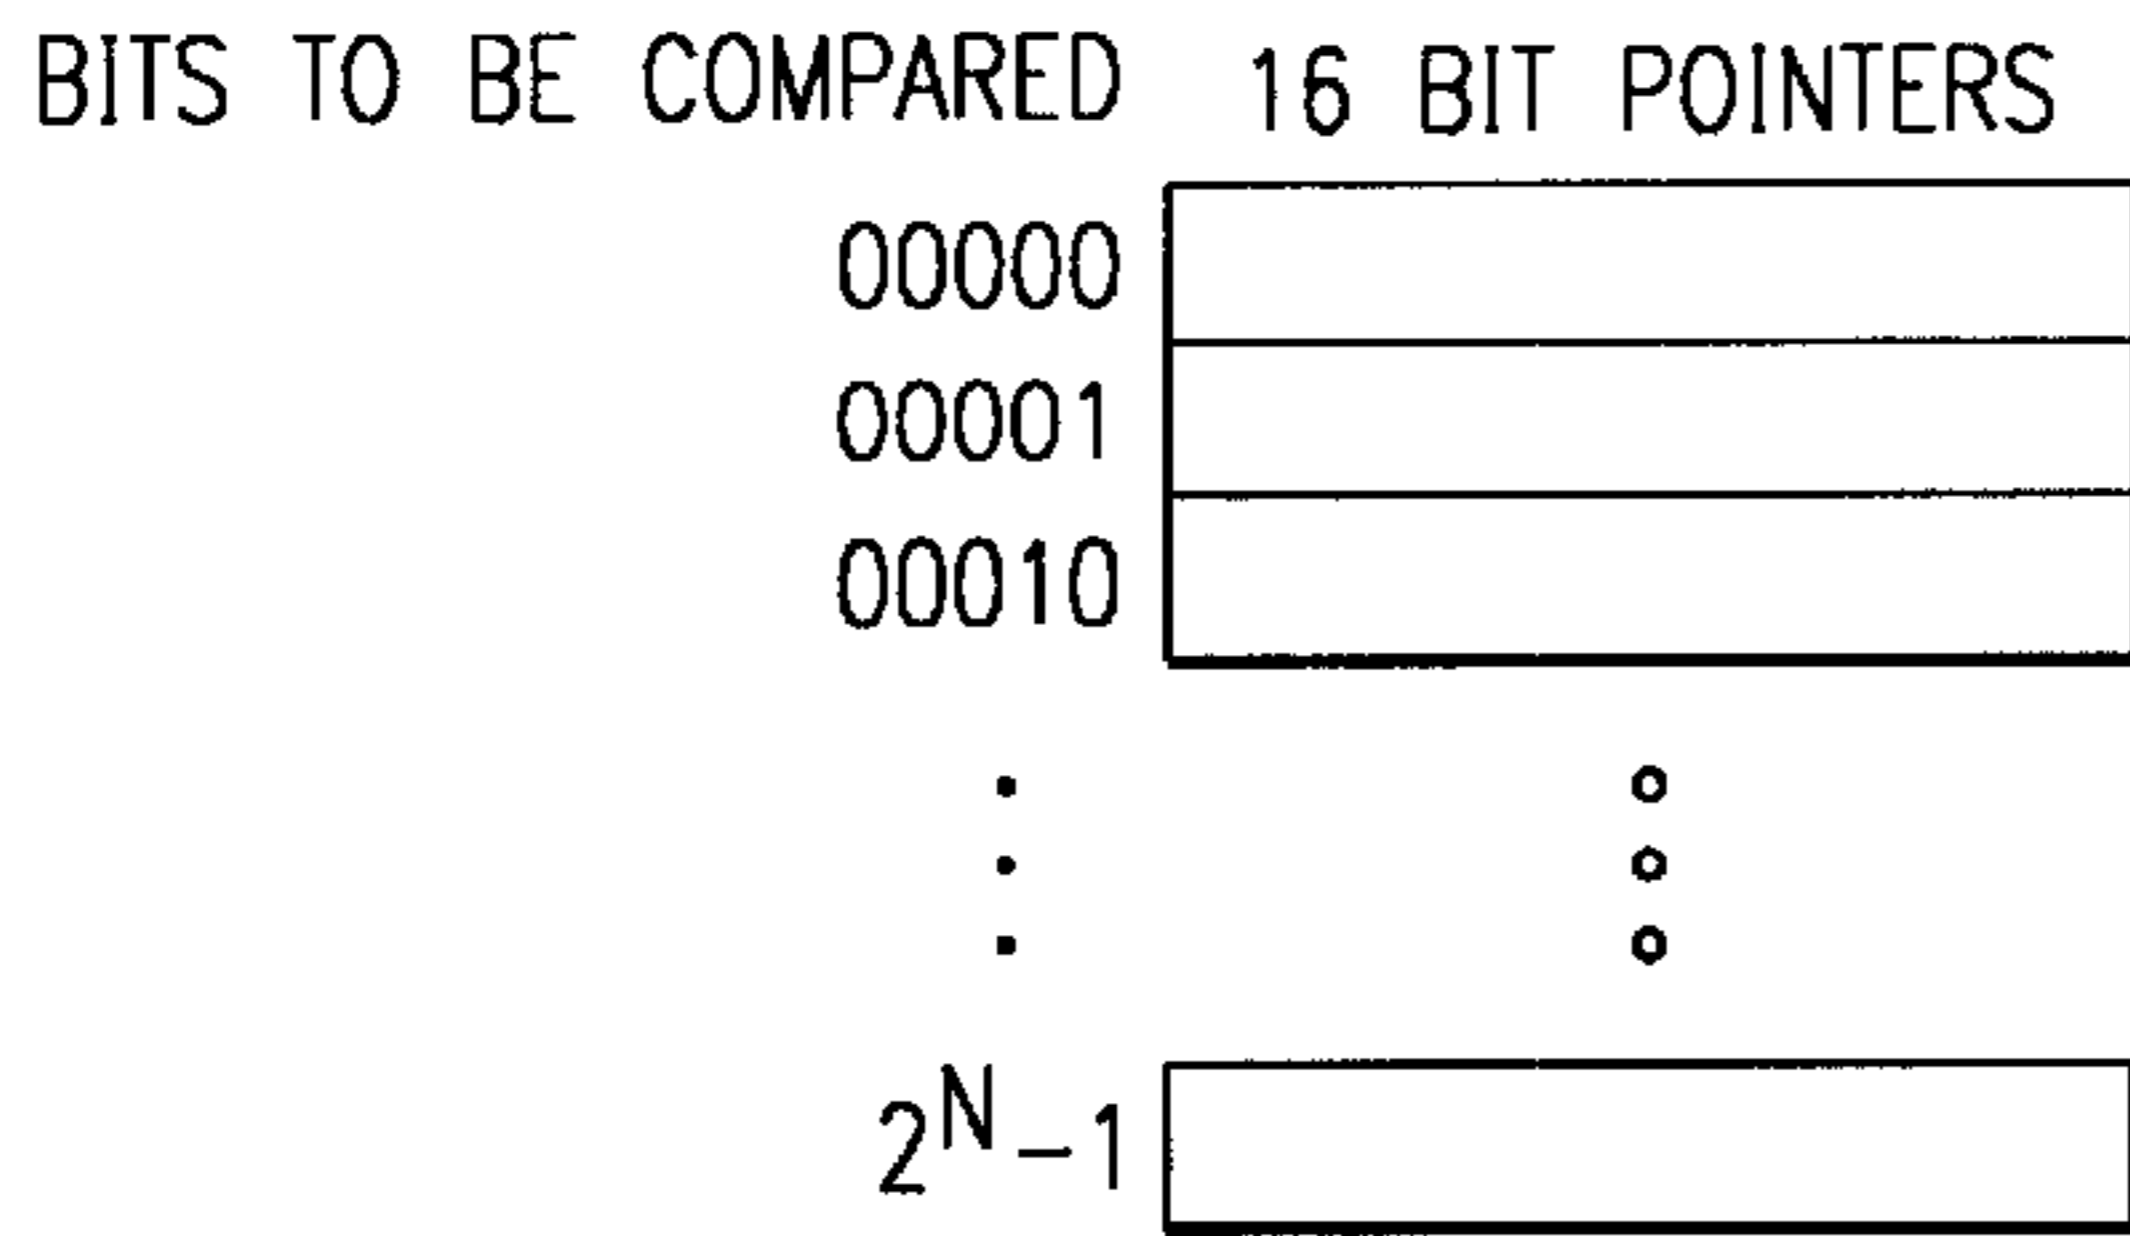 BITS TO BE COMPARED 16 BIT POINTERS
00000
00001
00010
2^N-1